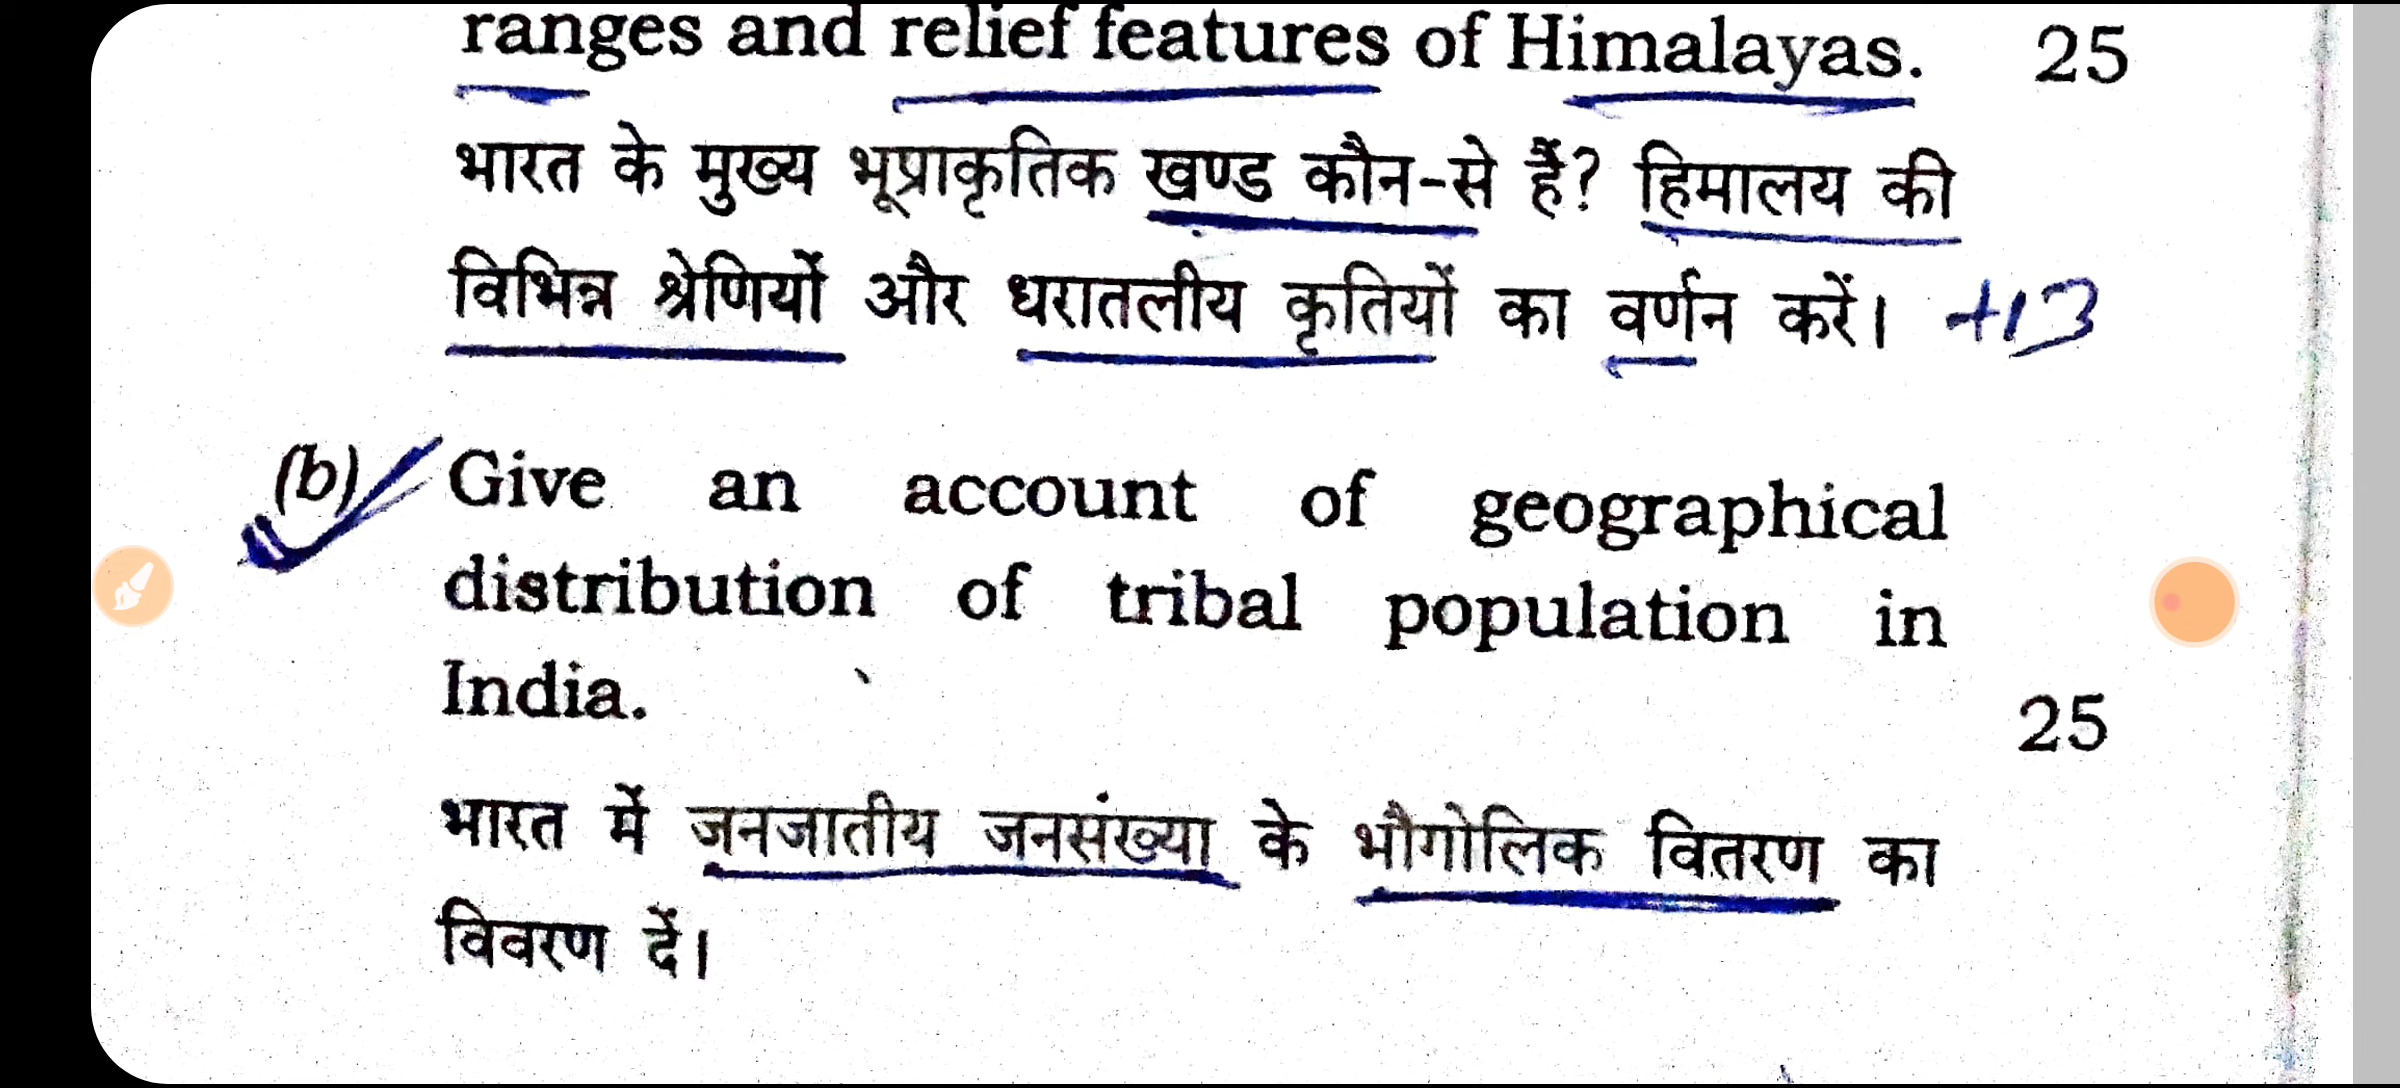 ranges and relief features of Himalayas. 25
भारत के मुख्य भूप्राकृतिक खण्ड कौन-से हैं? हिमालय की
विभिन्न श्रेणियों और धरातलीय कृतियों का वर्णन करें। +13
(b) Give an account of geographical
distribution of tribal population in
India. 25
भारत में जनजातीय जनसंख्या के भौगोलिक वितरण का
विवरण दें।